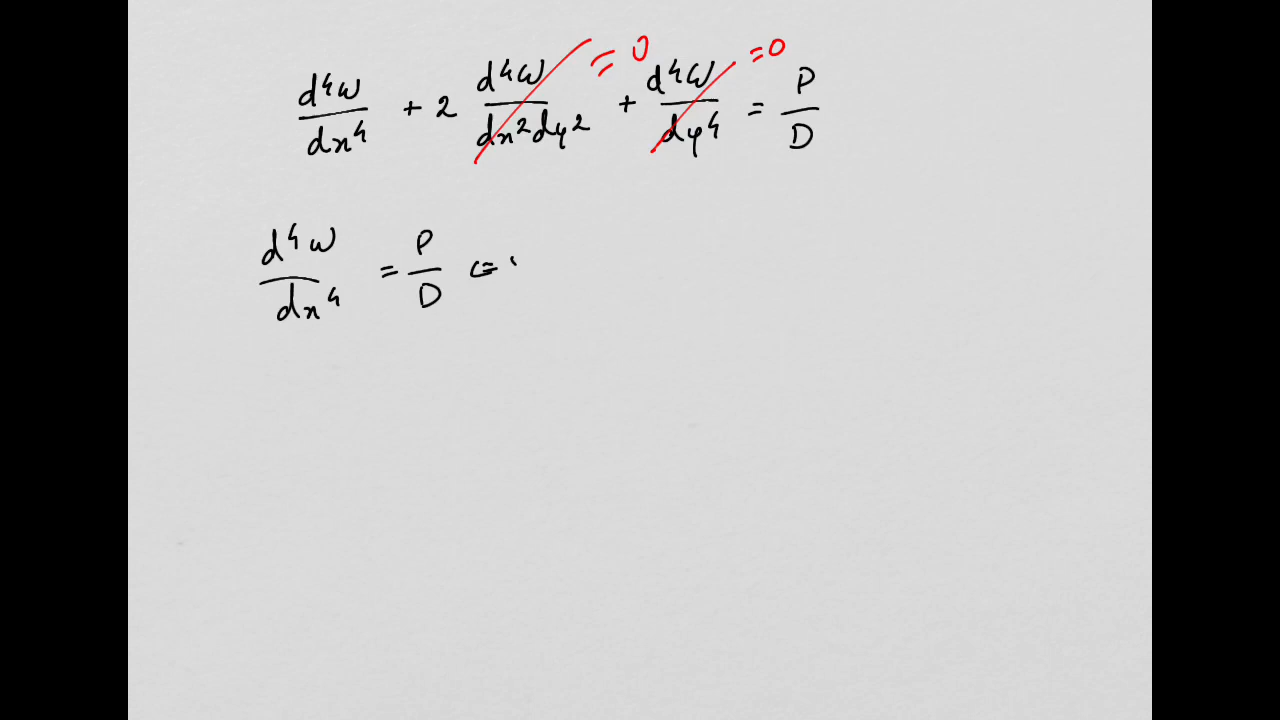 d⁴w/dx⁴ + 2 d⁴w/dx²dy² = 0 + d⁴w/dy⁴ = 0 = P/D
d⁴w/dx⁴ = P/D <=